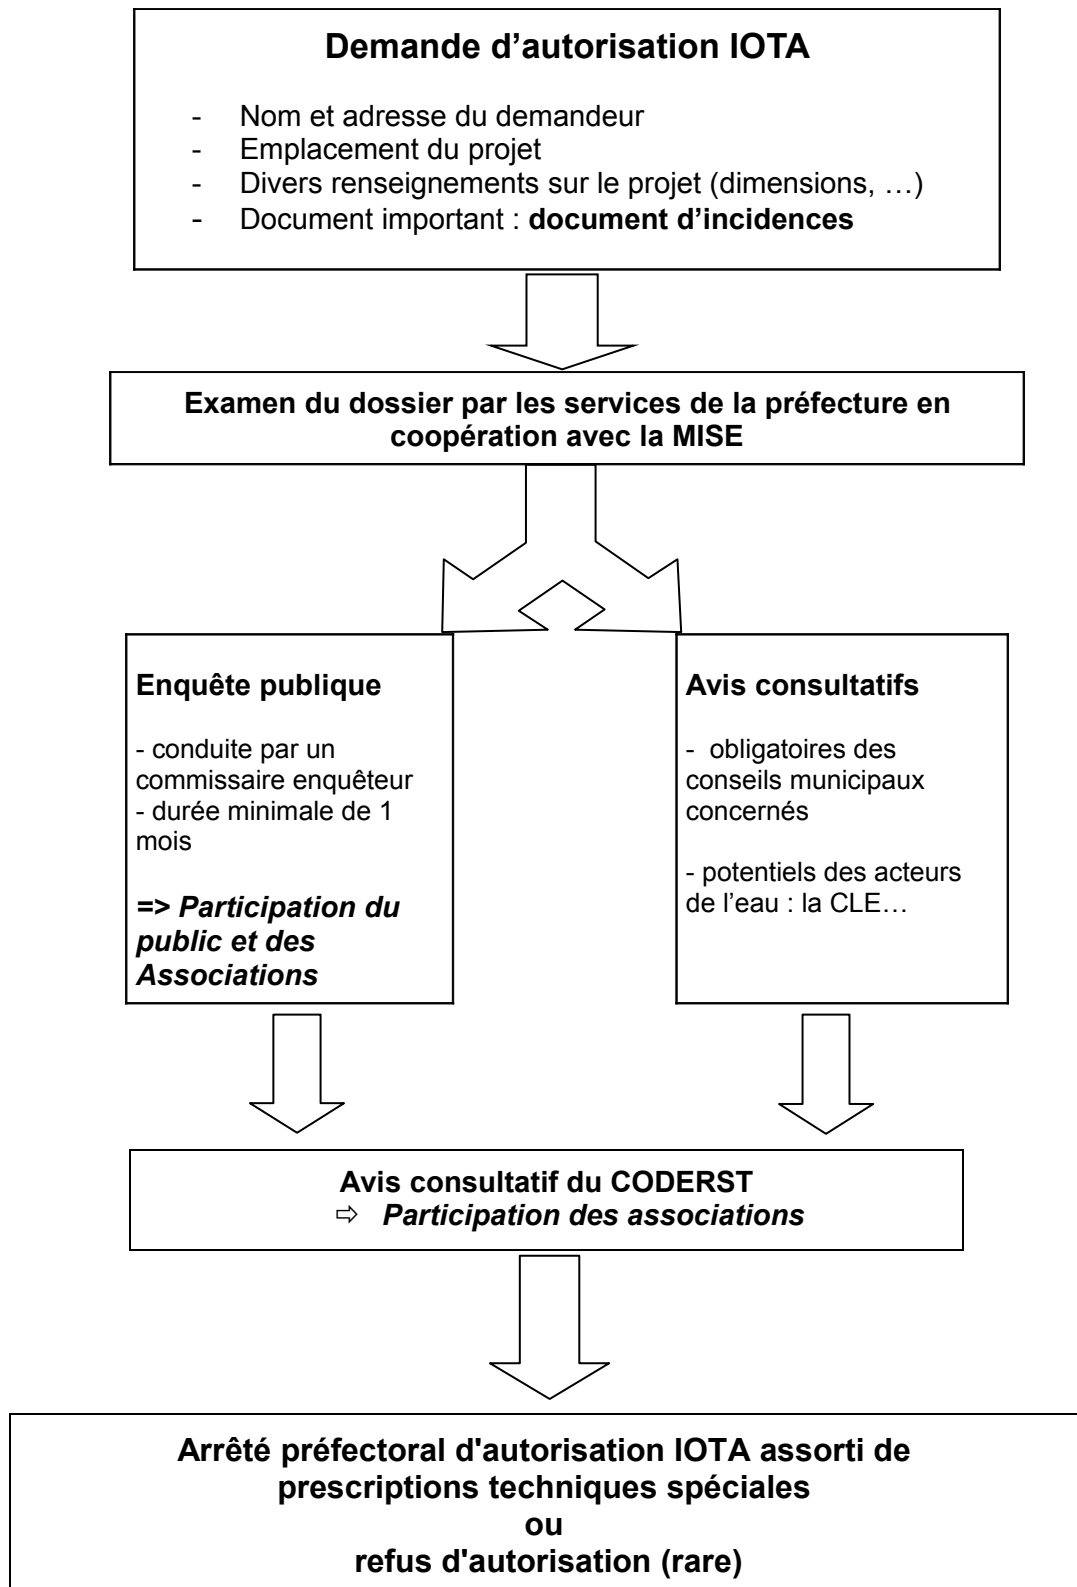 Demande d’autorisation IOTA
- Nom et adresse du demandeur
- Emplacement du projet
- Divers renseignements sur le projet (dimensions, …)
- Document important : document d’incidences
Examen du dossier par les services de la préfecture en
coopération avec la MISE
Enquête publique
- conduite par un
commissaire enquêteur
- durée minimale de 1
mois
=> Participation du
public et des
Associations
Avis consultatifs
- obligatoires des
conseils municipaux
concernés
- potentiels des acteurs
de l’eau : la CLE…
Avis consultatif du CODERST
⇨ Participation des associations
Arrêté préfectoral d'autorisation IOTA assorti de
prescriptions techniques spéciales
ou
refus d'autorisation (rare)